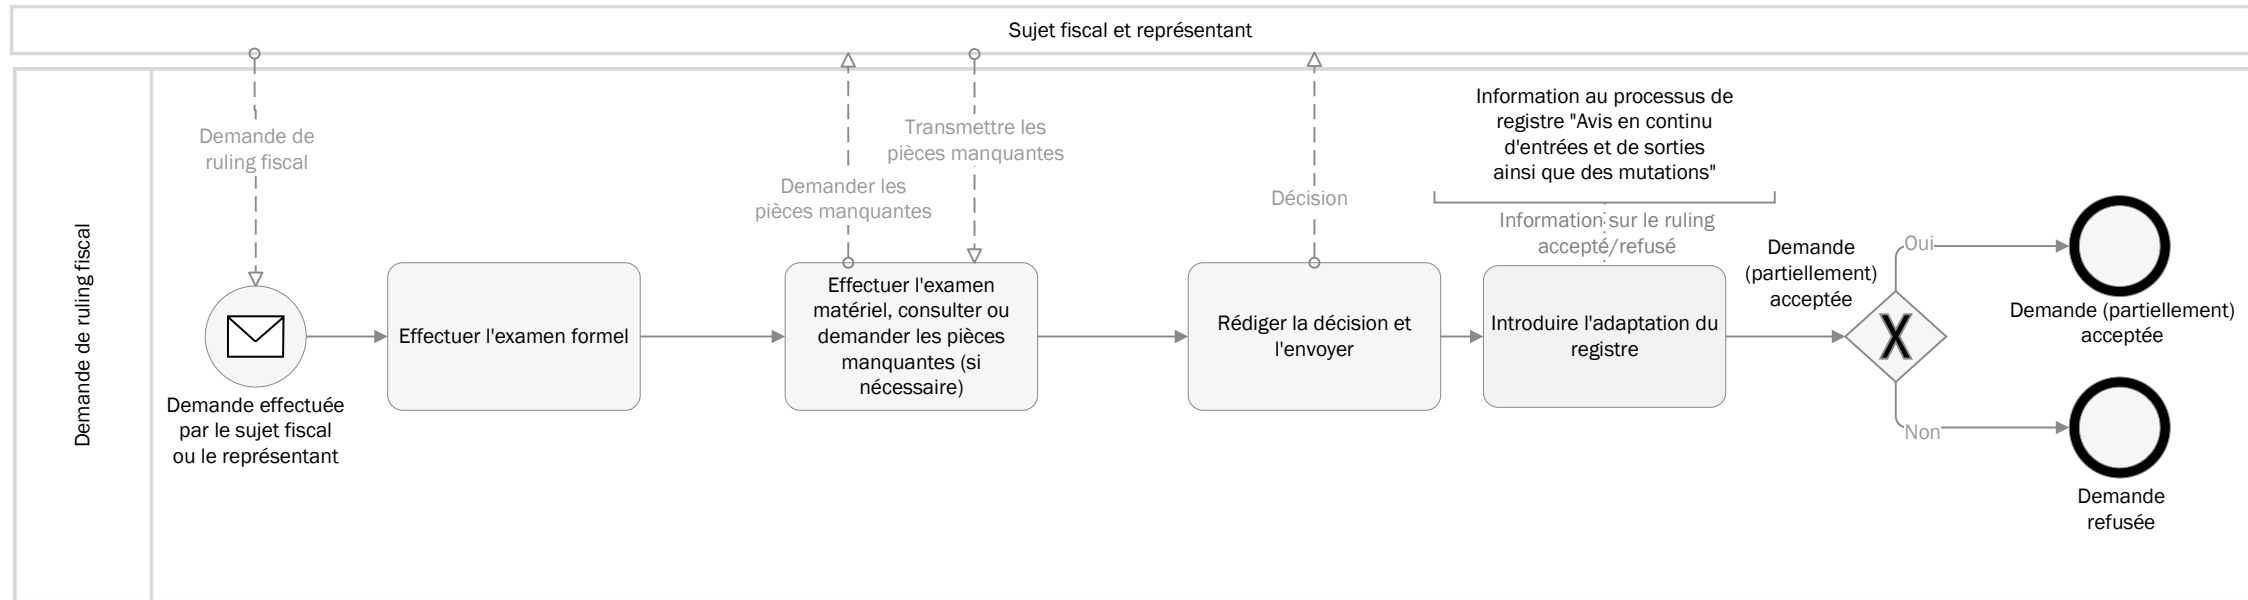 Sujet fiscal et représentant
Demande de ruling fiscal
Demande de
ruling fiscal
Demande effectuée
par le sujet fiscal
ou le représentant
Effectuer l'examen formel
Demander les
pièces manquantes
Transmettre les
pièces manquantes
Effectuer l'examen
matériel, consulter ou
demander les pièces
manquantes (si
nécessaire)
Décision
Rédiger la décision et
l'envoyer
Information au processus de
registre "Avis en continu
d'entrées et de sorties
ainsi que des mutations"
Information sur le ruling
accepté/refusé
Introduire l'adaptation du
registre
Demande
(partiellement)
acceptée
Oui
Non
Demande (partiellement)
acceptée
Demande
refusée